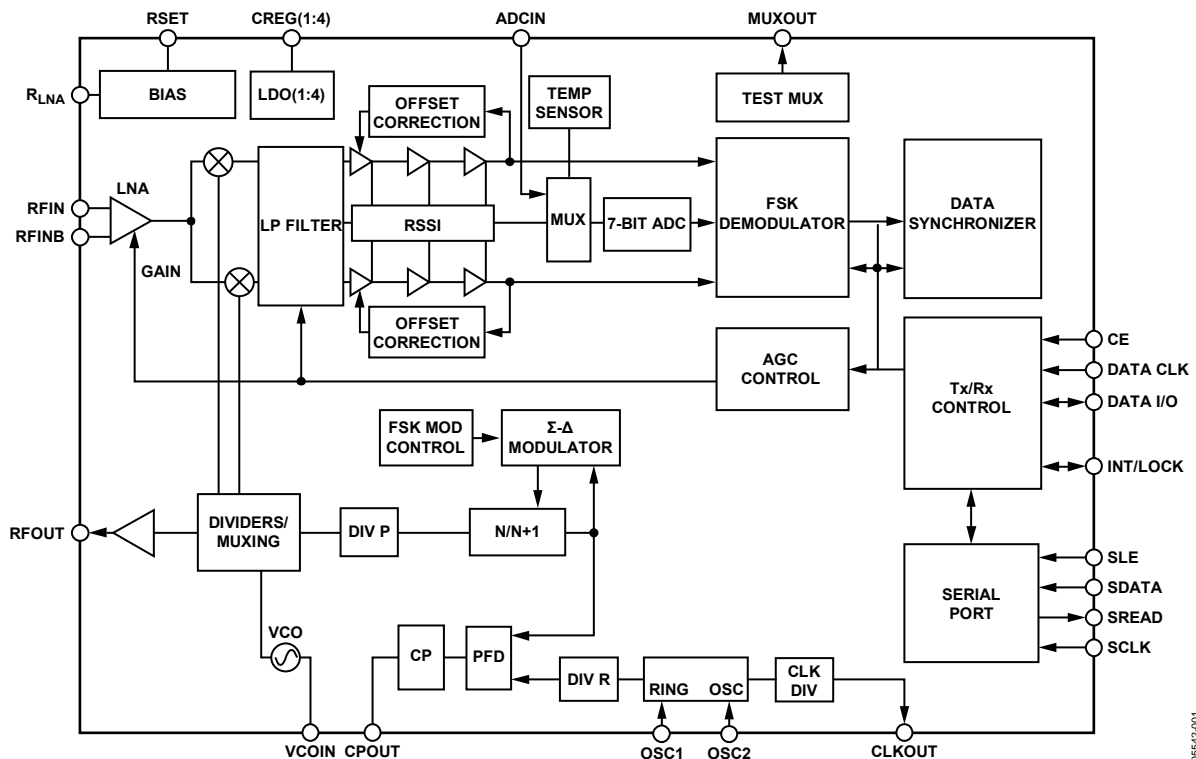 RSET
CREG(1:4)
ADCIN
MUXOUT
R_LNA
BIAS
LDO(1:4)
OFFSET
CORRECTION
TEMP
SENSOR
TEST MUX
LNA
RFIN
RFINB
GAIN
LP FILTER
RSSI
MUX
7-BIT ADC
FSK
DEMODULATOR
DATA
SYNCHRONIZER
OFFSET
CORRECTION
AGC
CONTROL
Tx/Rx
CONTROL
CE
DATA CLK
DATA I/O
INT/LOCK
FSK MOD
CONTROL
Σ-Δ
MODULATOR
RFOUT
DIVIDERS/
MUXING
DIV P
N/N+1
SERIAL
PORT
SLE
SDATA
SREAD
SCLK
VCO
CP
PFD
DIV R
RING
OSC
CLK
DIV
VCOIN
CPOUT
OSC1
OSC2
CLKOUT